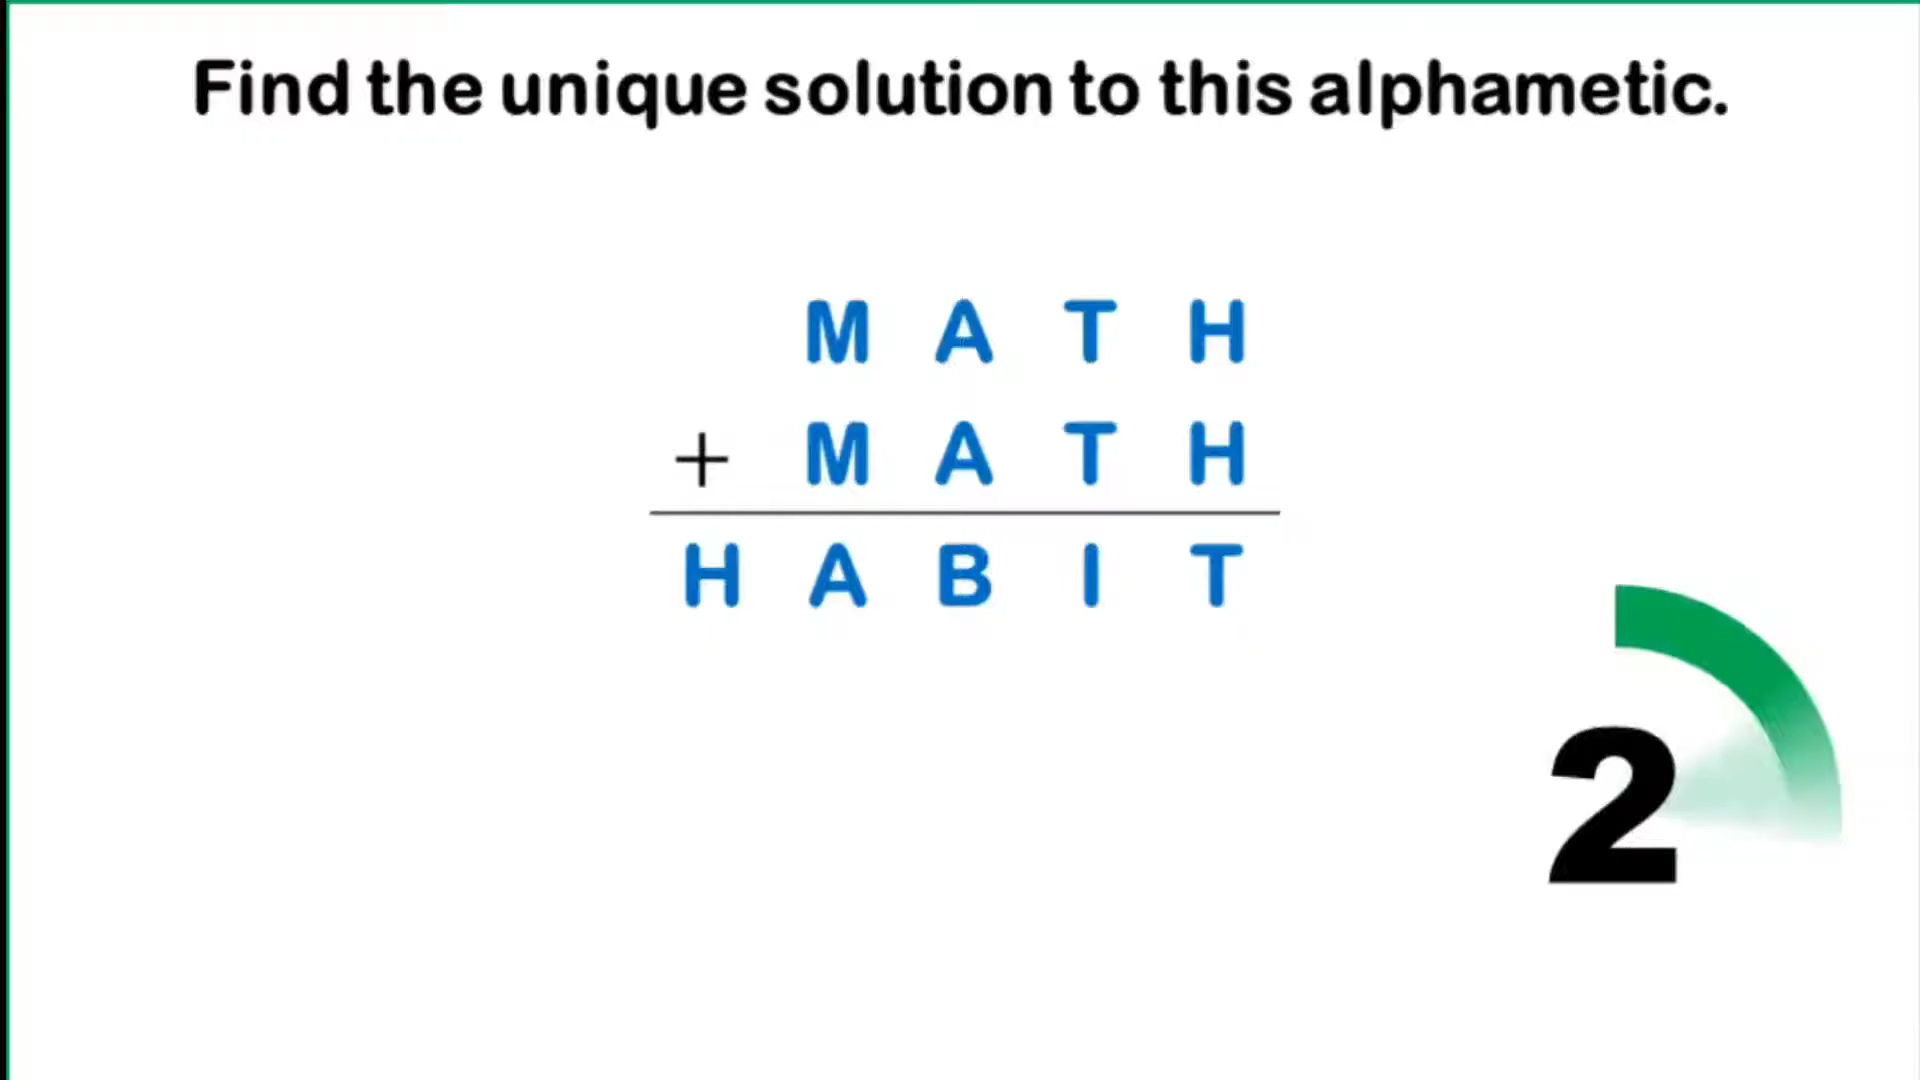 Find the unique solution to this alphametic.
M A T H
+ M A T H
H A B I T
2